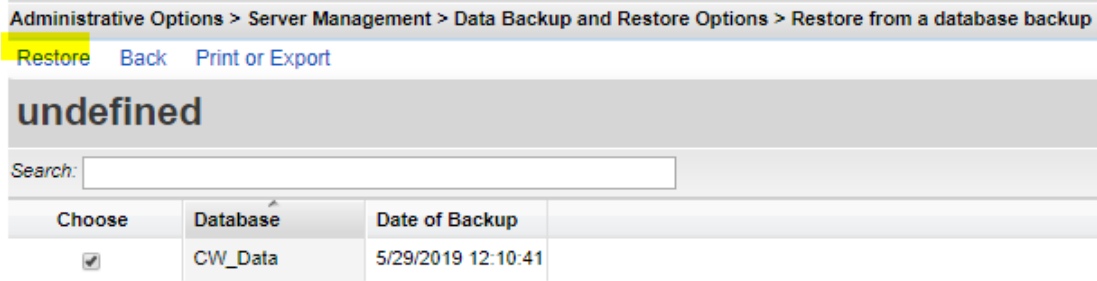 Administrative Options > Server Management > Data Backup and Restore Options > Restore from a database backup
Restore Back Print or Export
undefined
Search:
Choose Database Date of Backup
CW_Data 5/29/2019 12:10:41